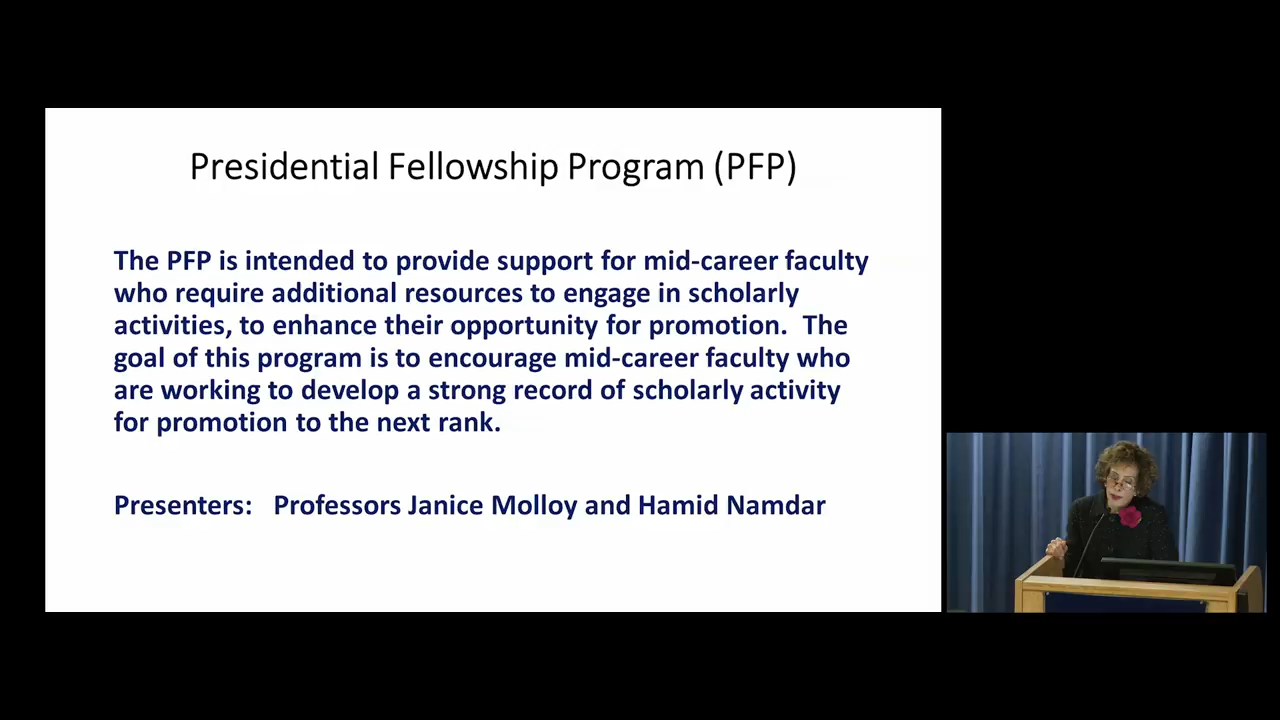 Presidential Fellowship Program (PFP)
The PFP is intended to provide support for mid-career faculty
who require additional resources to engage in scholarly
activities, to enhance their opportunity for promotion.  The
goal of this program is to encourage mid-career faculty who
are working to develop a strong record of scholarly activity
for promotion to the next rank.
Presenters:   Professors Janice Molloy and Hamid Namdar